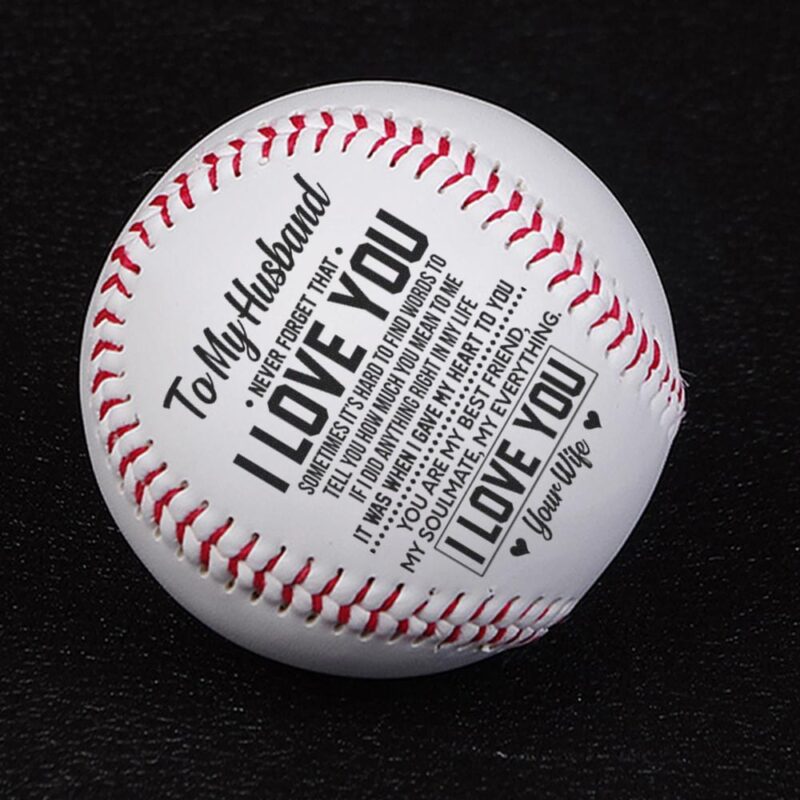 To My Husband
• NEVER FORGET THAT •
I LOVE YOU
SOMETIMES IT'S HARD TO FIND WORDS TO
TELL YOU HOW MUCH YOU MEAN TO ME
IF I DID ANYTHING RIGHT IN MY LIFE
IT WAS WHEN I GAVE MY HEART TO YOU
YOU ARE MY BEST FRIEND,
MY SOULMATE, MY EVERYTHING.
I LOVE YOU
♥ Your Wife ♥